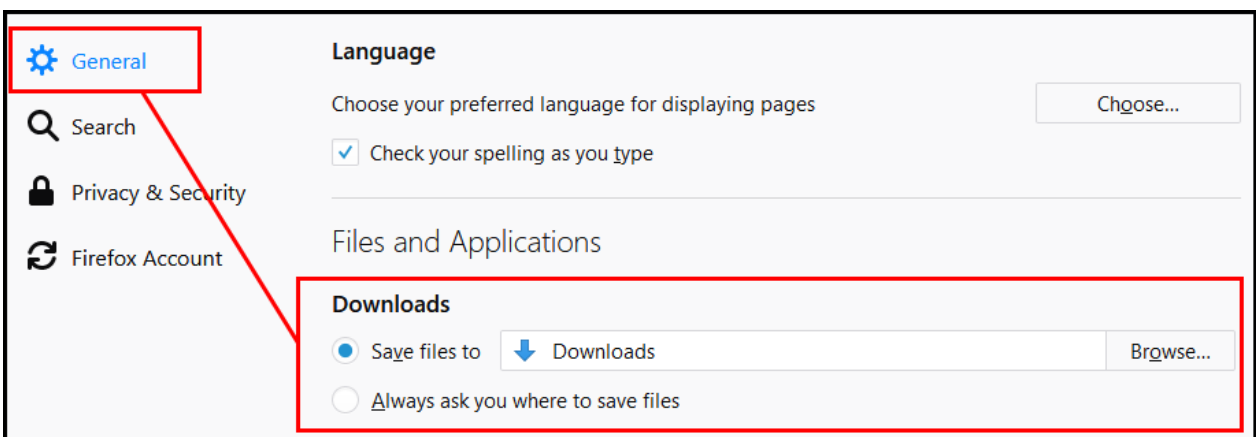 General
Search
Privacy & Security
Firefox Account
Language
Choose your preferred language for displaying pages
Choose...
Check your spelling as you type
Files and Applications
Downloads
Save files to
Downloads
Browse...
Always ask you where to save files